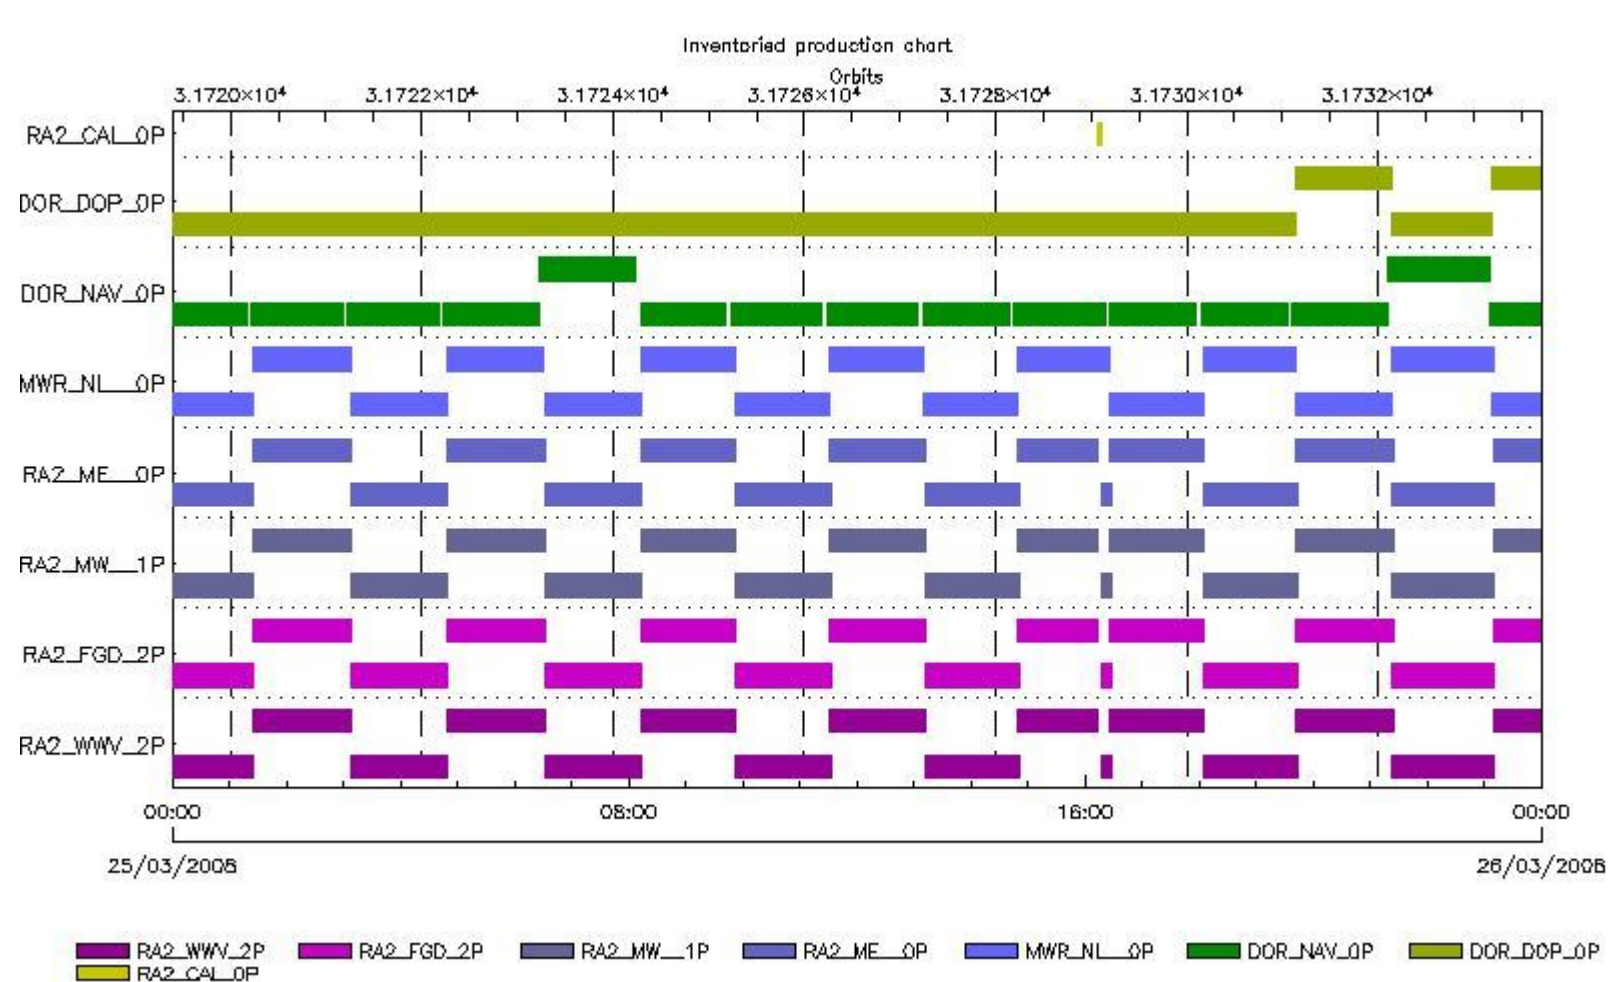 Inventoried production chart
Orbits
3.1720×10⁴ 3.1722×10⁴ 3.1724×10⁴ 3.1726×10⁴ 3.1728×10⁴ 3.1730×10⁴ 3.1732×10⁴
RA2_CAL_0P
DOR_DOP_0P
DOR_NAV_0P
MWR_NL__0P
RA2_ME__0P
RA2_MW__1P
RA2_FGD_2P
RA2_WWV_2P
00:00 08:00 16:00 00:00
25/03/2008 26/03/2008
RA2_WWV_2P RA2_FGD_2P RA2_MW__1P RA2_ME__0P MWR_NL__0P DOR_NAV_0P DOR_DOP_0P
RA2_CAL_0P